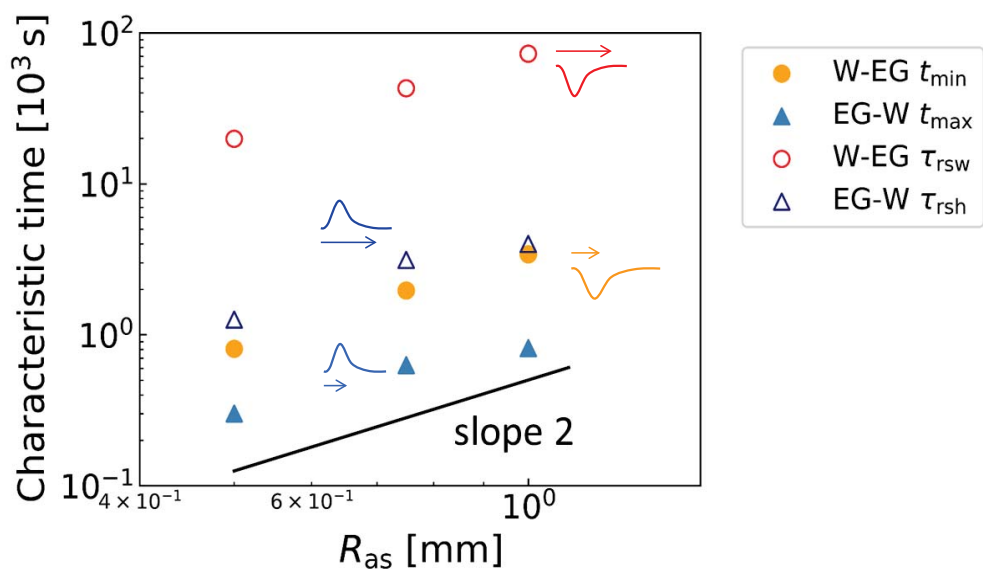 Characteristic time [10³ s]
10²
10¹
10⁰
10⁻¹
4 × 10⁻¹
6 × 10⁻¹
10⁰
R_as [mm]
slope 2
W-EG t_min
EG-W t_max
W-EG τ_rsw
EG-W τ_rsh